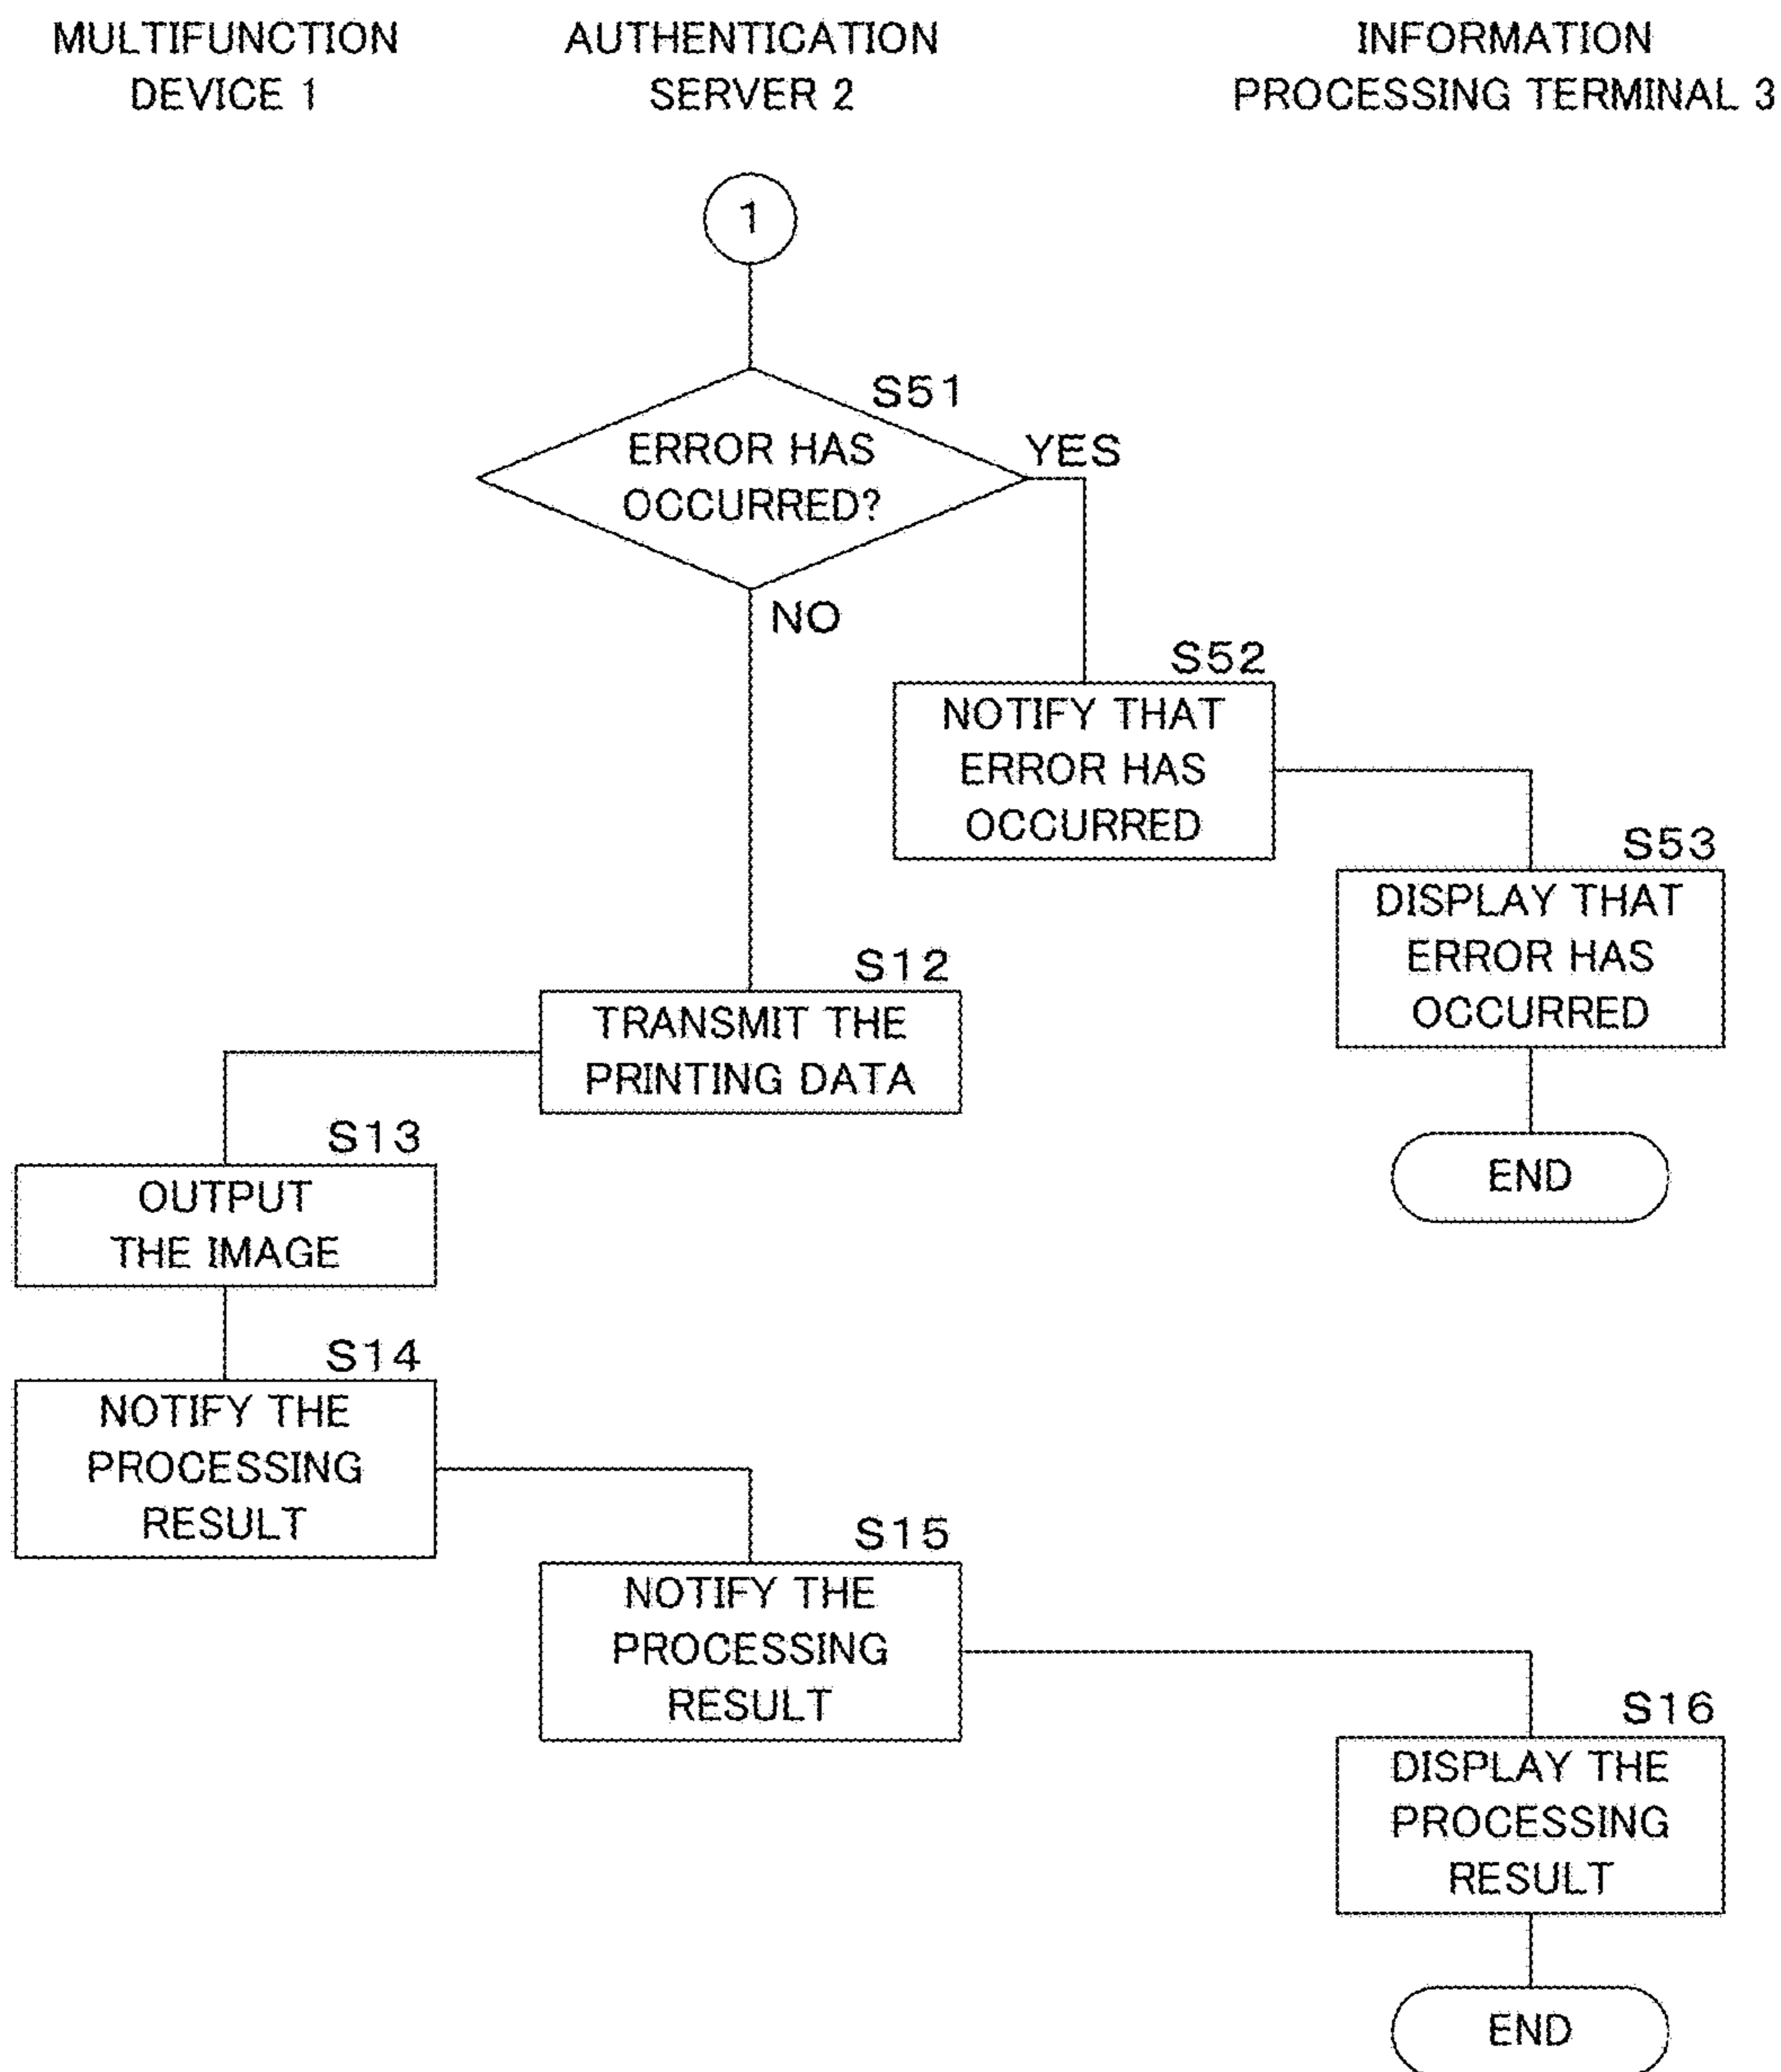 MULTIFUNCTION
DEVICE 1
AUTHENTICATION
SERVER 2
INFORMATION
PROCESSING TERMINAL 3
1
S51
ERROR HAS
OCCURRED?
YES
NO
S52
NOTIFY THAT
ERROR HAS
OCCURRED
S53
DISPLAY THAT
ERROR HAS
OCCURRED
END
S12
TRANSMIT THE
PRINTING DATA
S13
OUTPUT
THE IMAGE
S14
NOTIFY THE
PROCESSING
RESULT
S15
NOTIFY THE
PROCESSING
RESULT
S16
DISPLAY THE
PROCESSING
RESULT
END